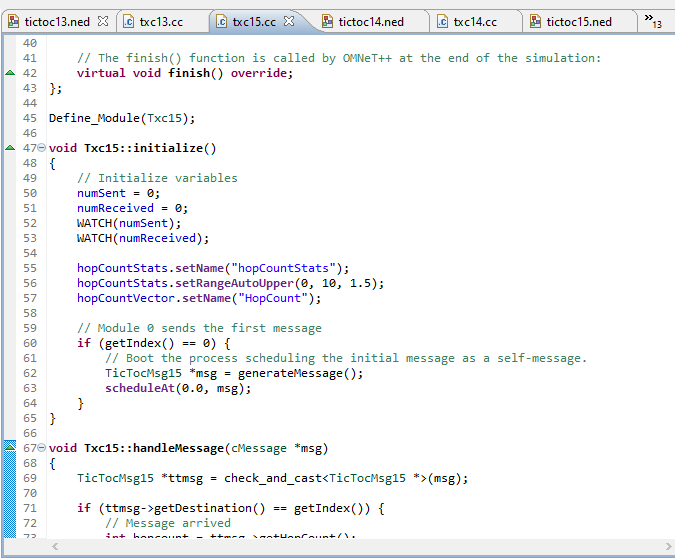 tictoc13.ned txc13.cc txc15.cc tictoc14.ned txc14.cc tictoc15.ned »13
40
41     // The finish() function is called by OMNeT++ at the end of the simulation:
42     virtual void finish() override;
43 };
44
45 Define_Module(Txc15);
46
47 void Txc15::initialize()
48 {
49     // Initialize variables
50     numSent = 0;
51     numReceived = 0;
52     WATCH(numSent);
53     WATCH(numReceived);
54
55     hopCountStats.setName("hopCountStats");
56     hopCountStats.setRangeAutoUpper(0, 10, 1.5);
57     hopCountVector.setName("HopCount");
58
59     // Module 0 sends the first message
60     if (getIndex() == 0) {
61         // Boot the process scheduling the initial message as a self-message.
62         TicTocMsg15 *msg = generateMessage();
63         scheduleAt(0.0, msg);
64     }
65 }
66
67 void Txc15::handleMessage(cMessage *msg)
68 {
69     TicTocMsg15 *ttmsg = check_and_cast<TicTocMsg15 *>(msg);
70
71     if (ttmsg->getDestination() == getIndex()) {
72         // Message arrived
73         int hopcount = ttmsg->getHopCount();